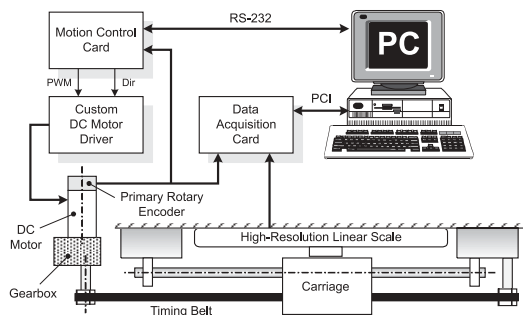 Motion Control
Card
RS-232
PC
PWM
Dir
Custom
DC Motor
Driver
Data
Acquisition
Card
PCI
Primary Rotary
Encoder
DC
Motor
High-Resolution Linear Scale
Gearbox
Carriage
Timing Belt